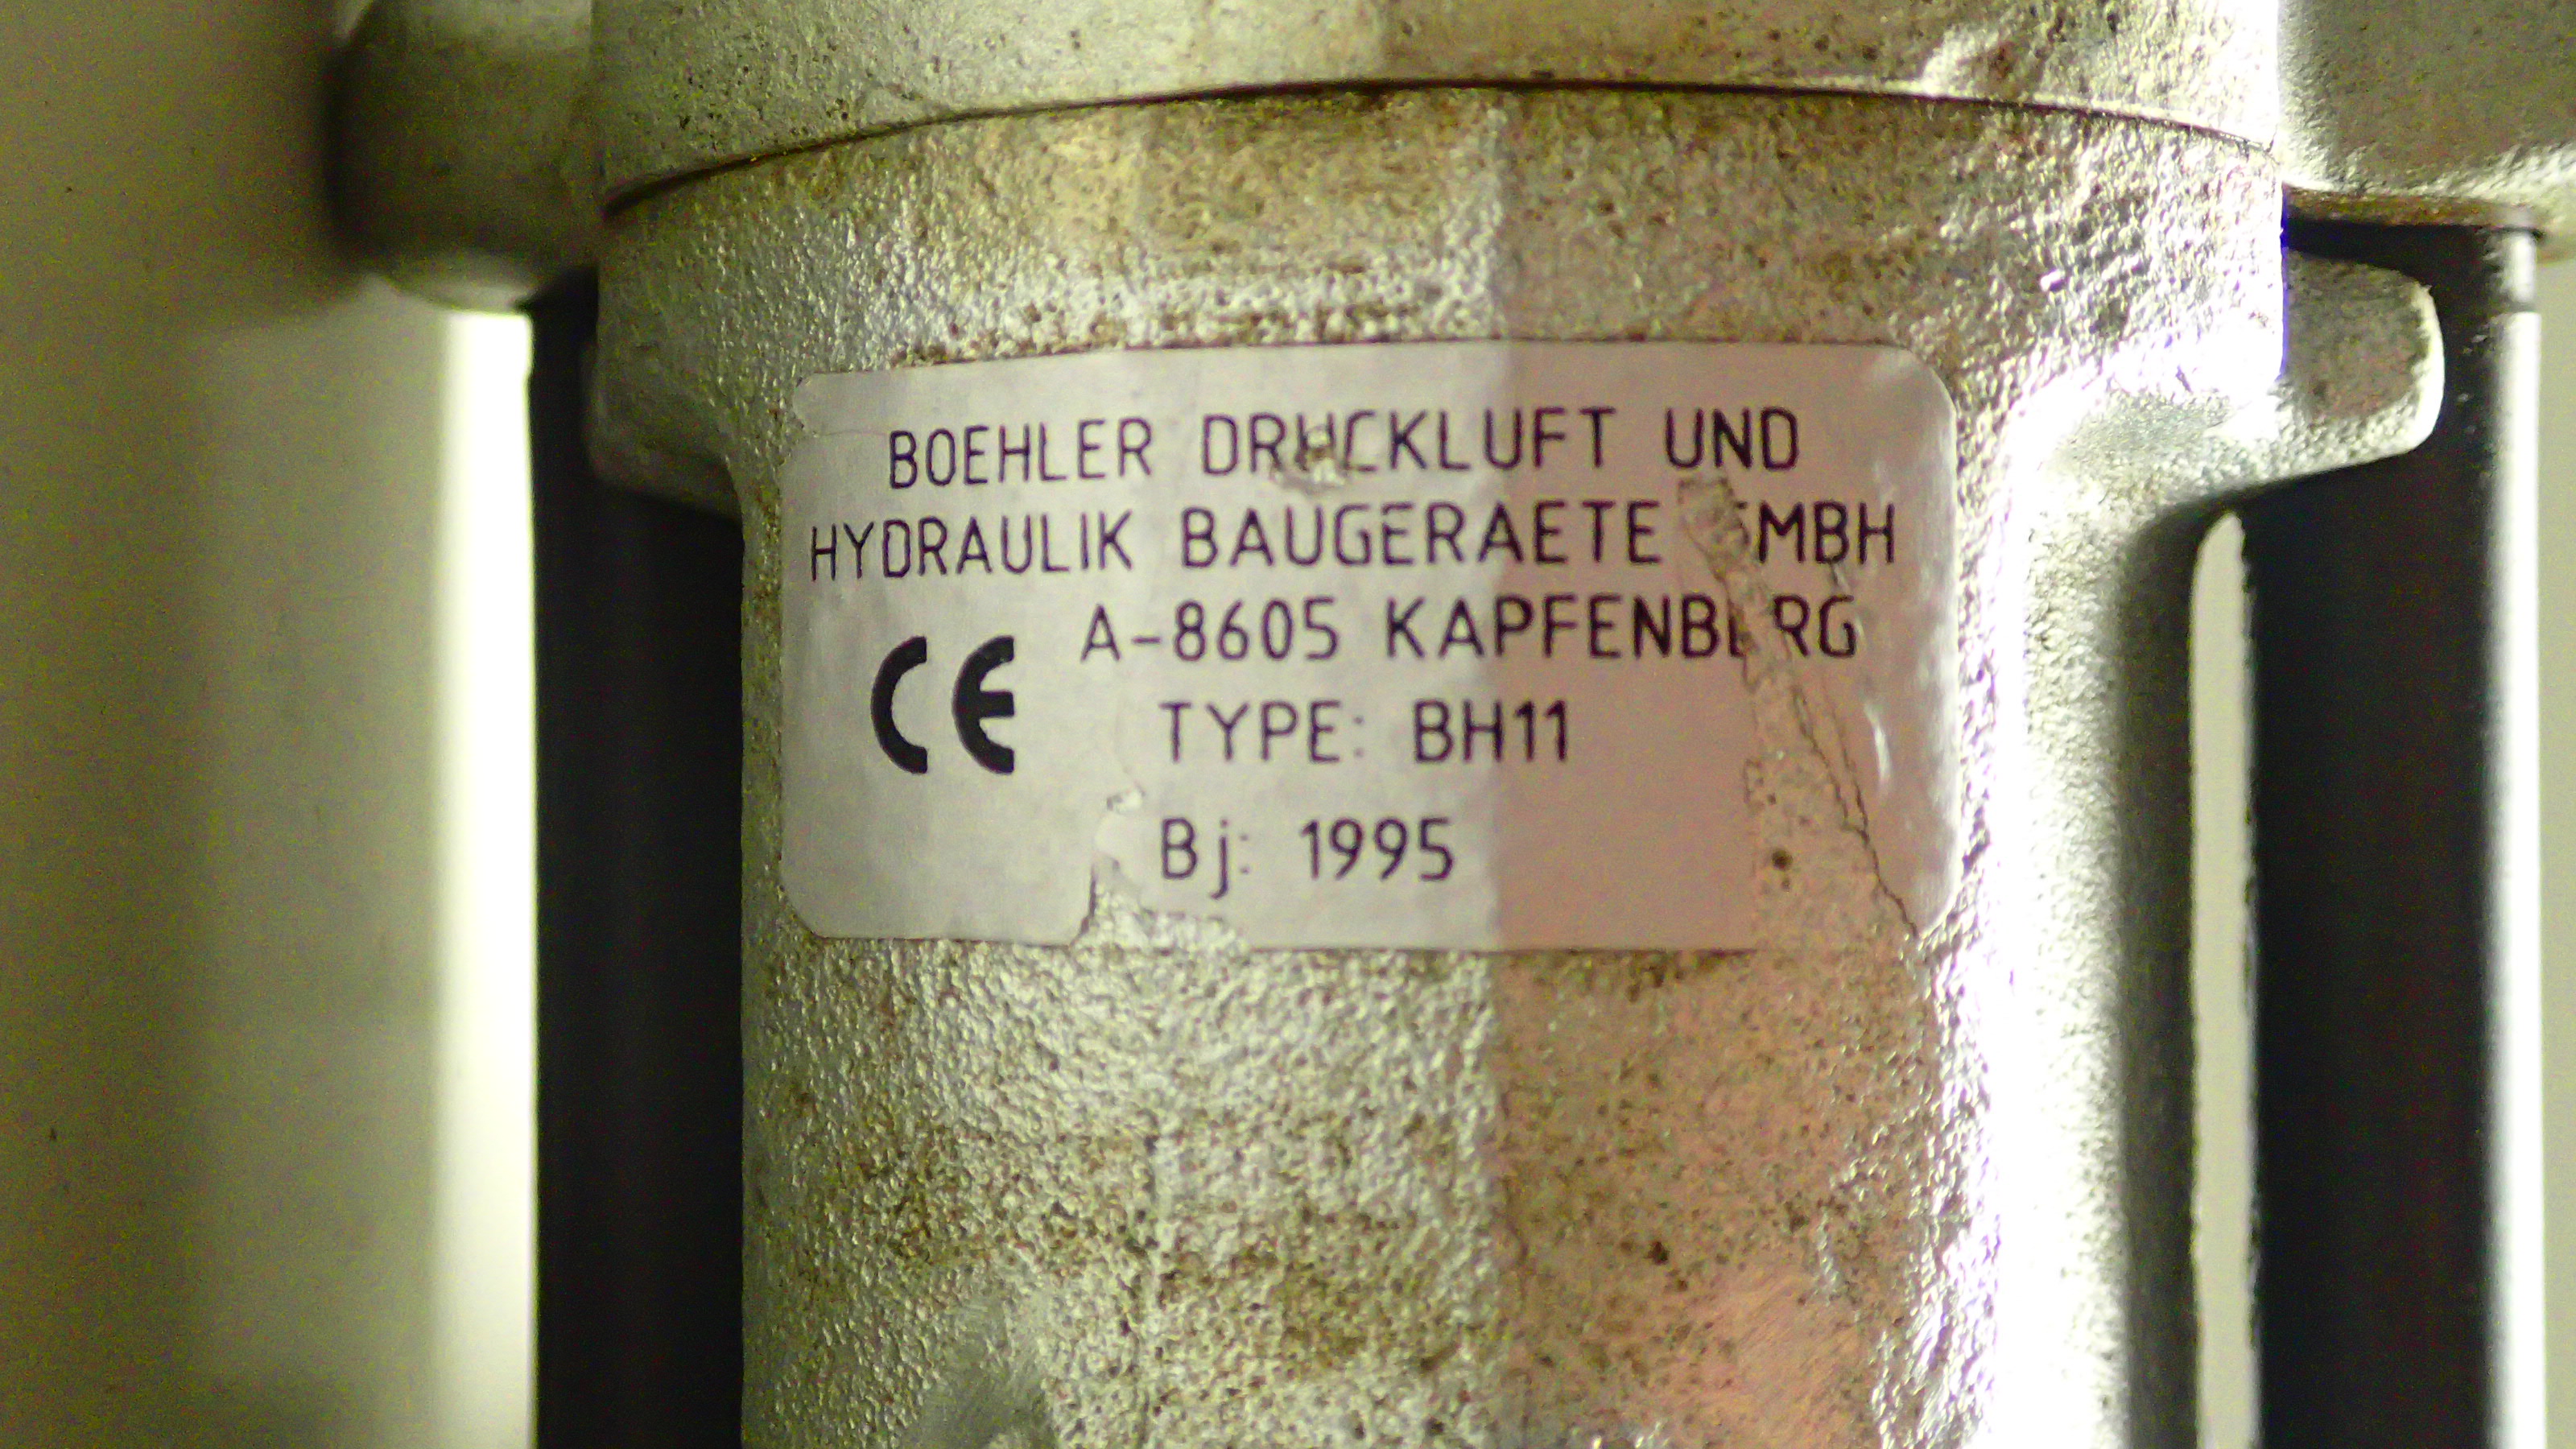 BOEHLER DRUCKLUFT UND
HYDRAULIK BAUGERAETE GMBH
A-8605 KAPFENBERG
CE
TYPE: BH11
Bj: 1995